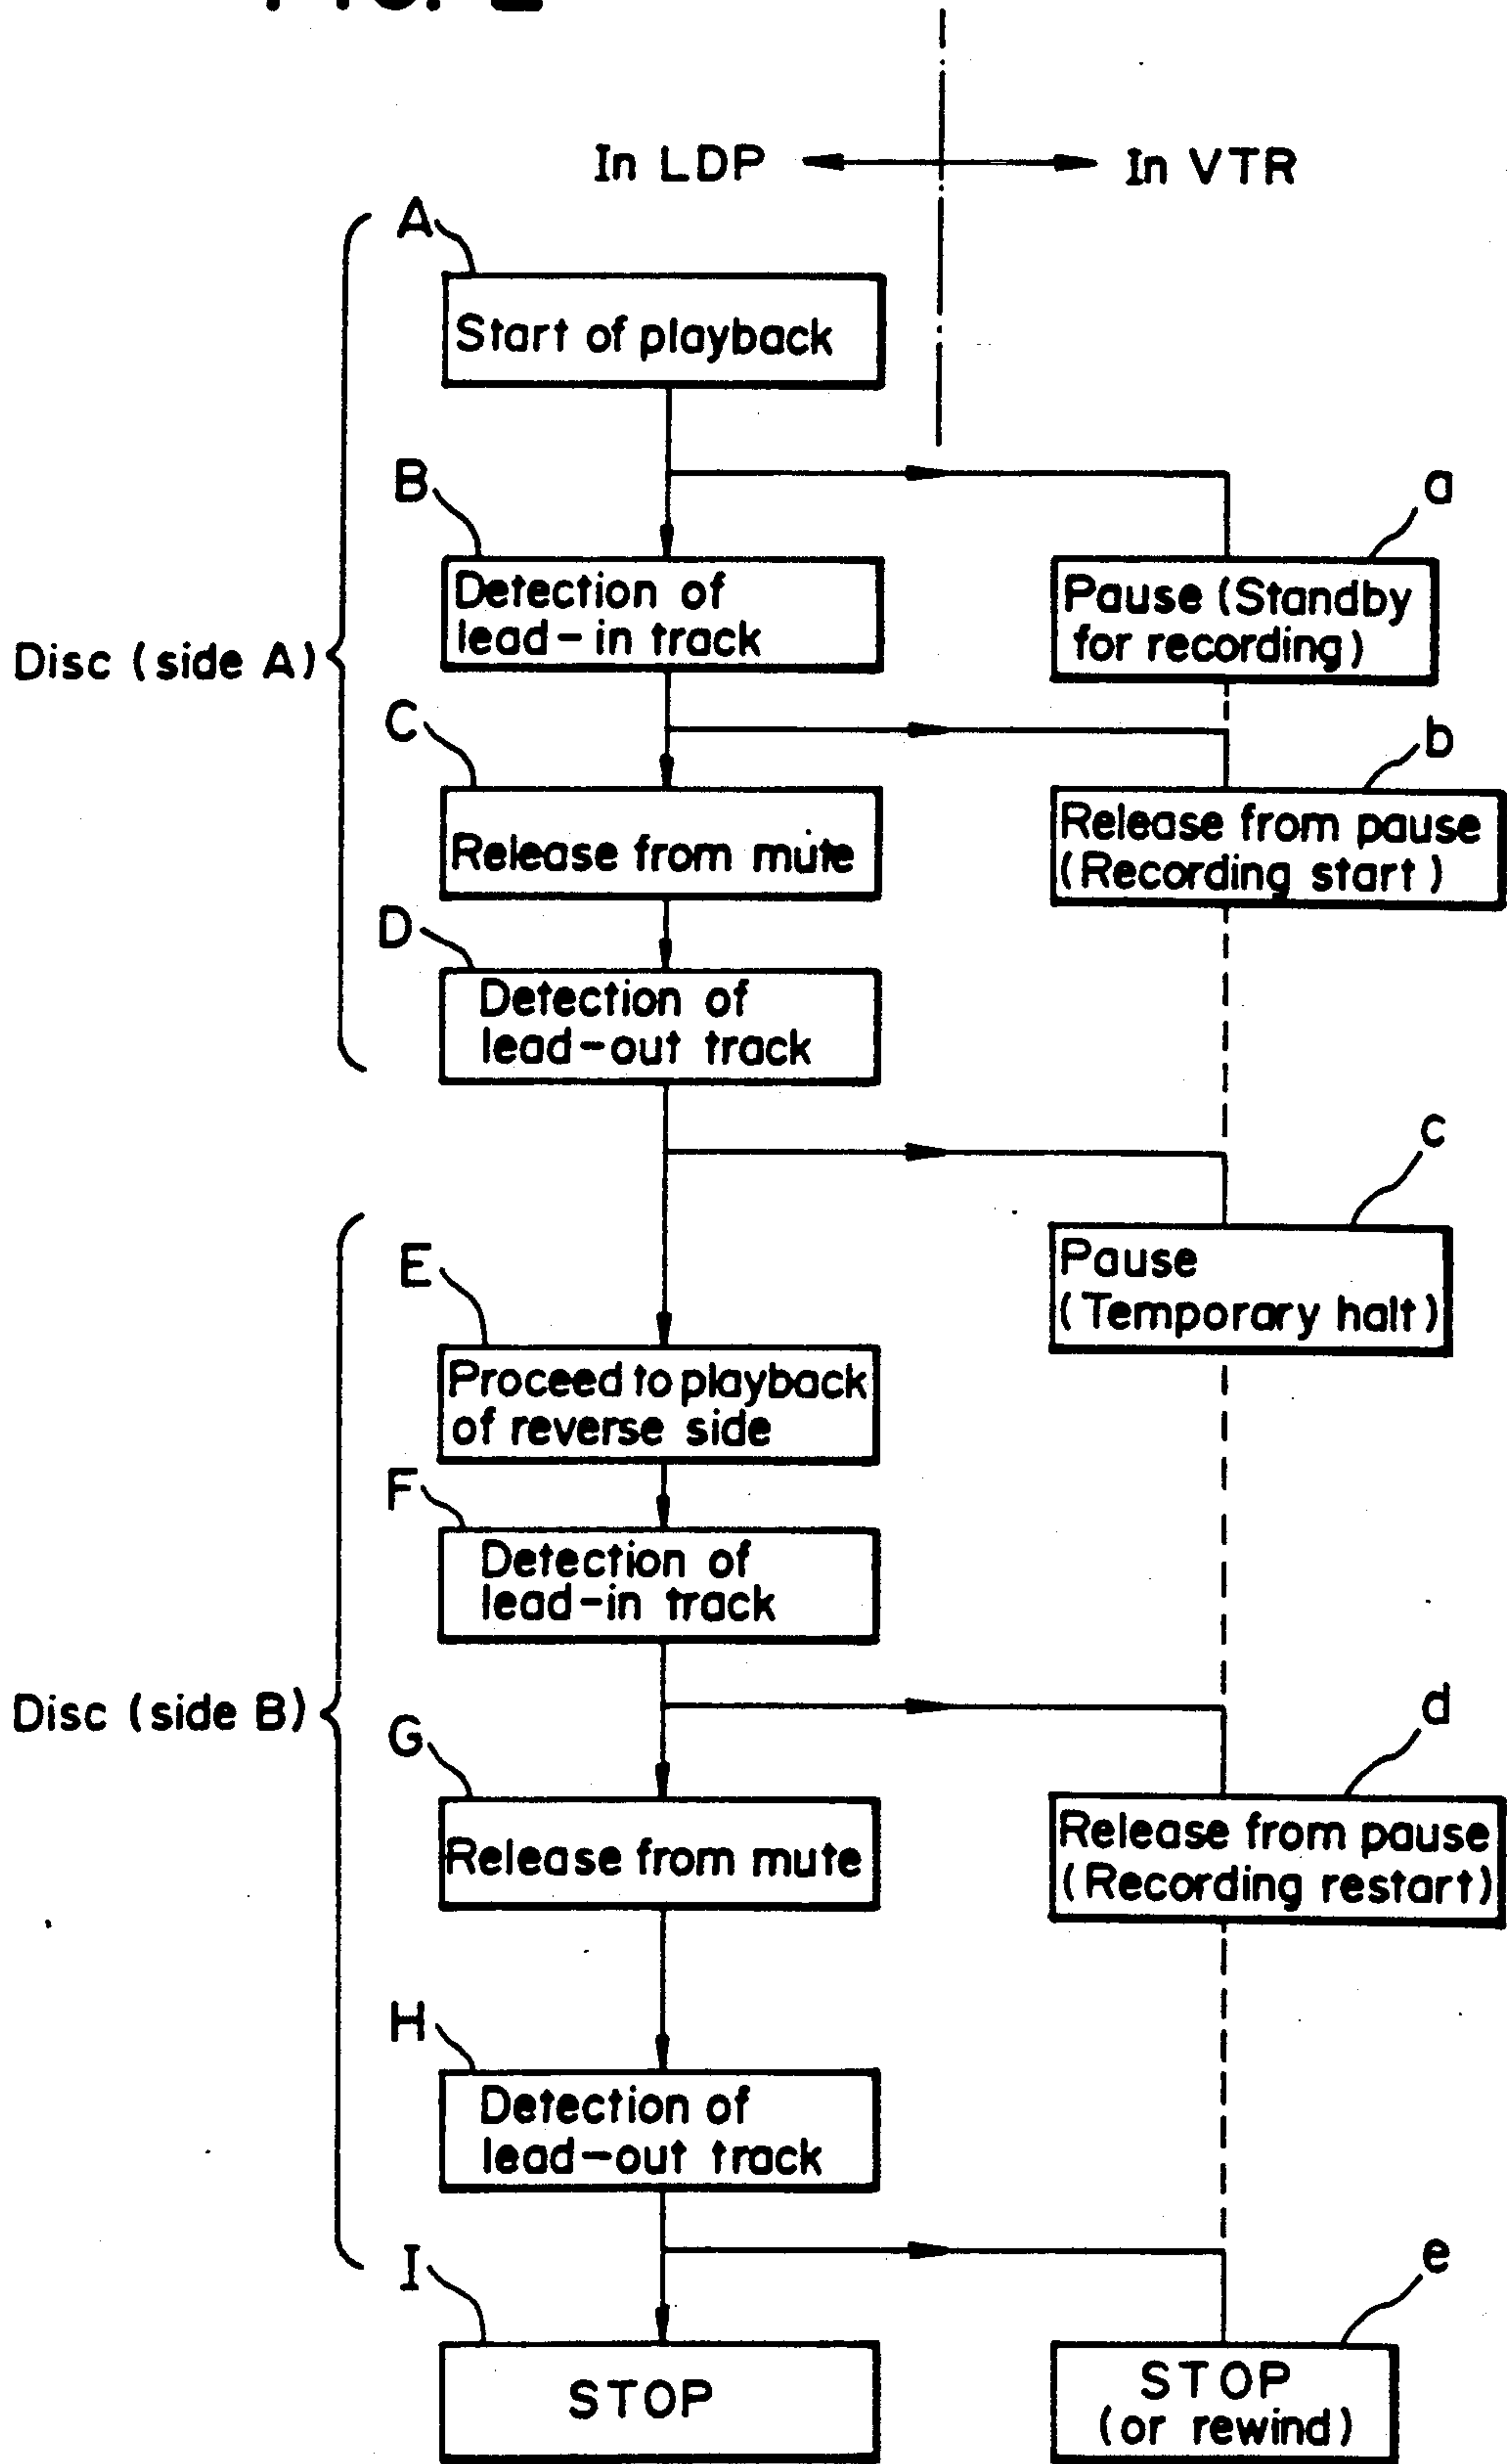 In LDP In VTR
A
Start of playback
B
a
Detection of
lead-in track
Pause (Standby
for recording)
Disc (side A)
C
b
Release from mute
Release from pause
(Recording start)
D
Detection of
lead-out track
c
Pause
(Temporary halt)
E
Proceed to playback
of reverse side
F
Detection of
lead-in track
Disc (side B)
d
G
Release from mute
Release from pause
(Recording restart)
H
Detection of
lead-out track
I
e
STOP
STOP
(or rewind)